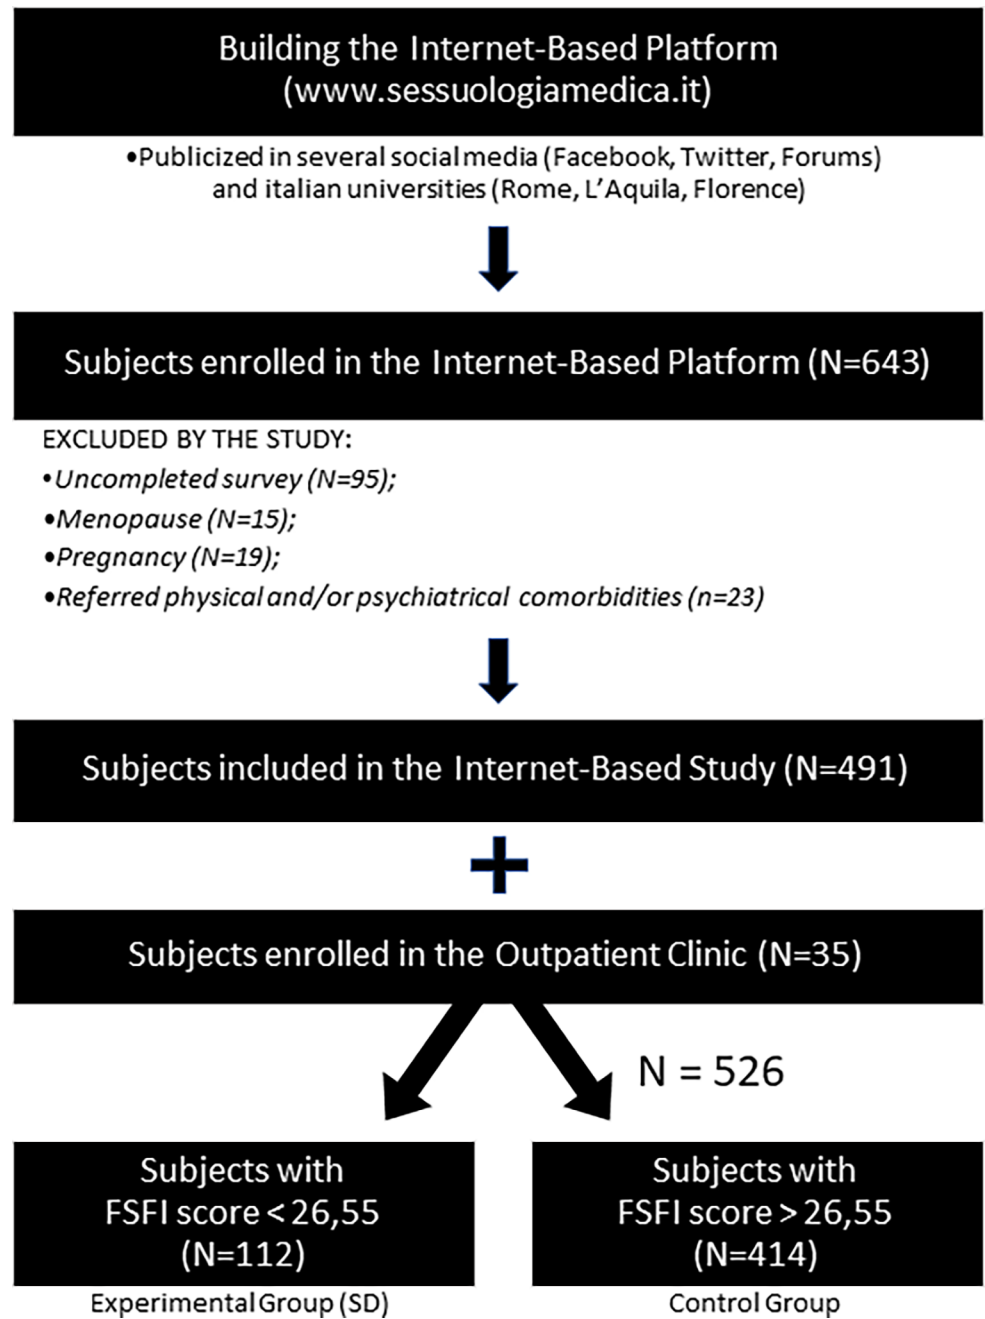 Building the Internet-Based Platform
(www.sessuologiamedica.it)
•Publicized in several social media (Facebook, Twitter, Forums)
and italian universities (Rome, L’Aquila, Florence)
Subjects enrolled in the Internet-Based Platform (N=643)
EXCLUDED BY THE STUDY:
•Uncompleted survey (N=95);
•Menopause (N=15);
•Pregnancy (N=19);
•Referred physical and/or psychiatrical comorbidities (n=23)
Subjects included in the Internet-Based Study (N=491)
+
Subjects enrolled in the Outpatient Clinic (N=35)
N = 526
Subjects with
FSFI score < 26,55
(N=112)
Experimental Group (SD)
Subjects with
FSFI score > 26,55
(N=414)
Control Group